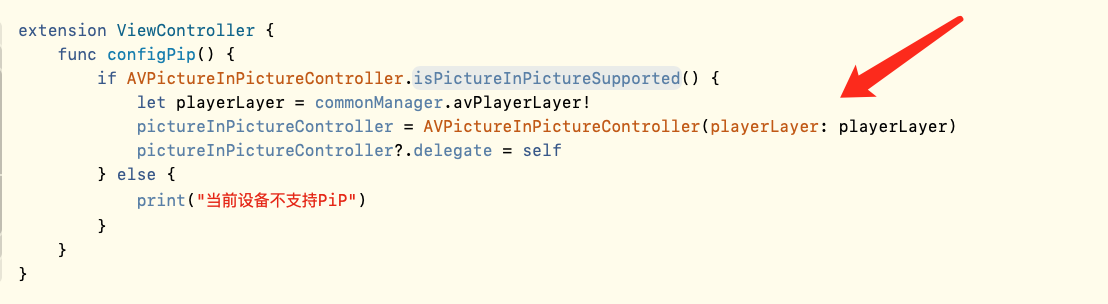 extension ViewController {
    func configPip() {
        if AVPictureInPictureController.isPictureInPictureSupported() {
            let playerLayer = commonManager.avPlayerLayer!
            pictureInPictureController = AVPictureInPictureController(playerLayer: playerLayer)
            pictureInPictureController?.delegate = self
        } else {
            print("当前设备不支持PiP")
        }
    }
}